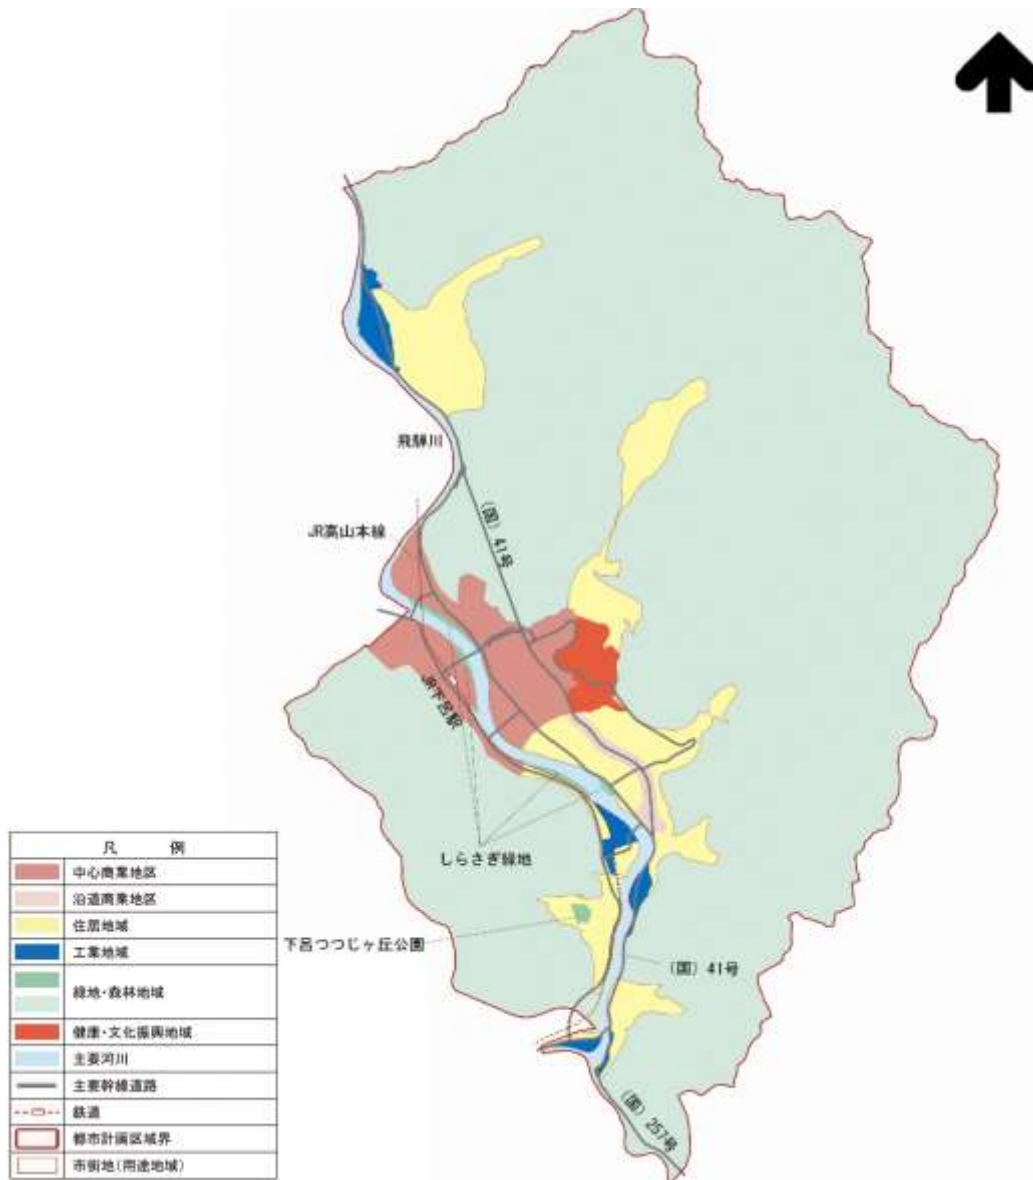 飛騨川
JR高山本線
(国) 41号
JR下呂駅
しらさぎ緑地
下呂つつじヶ丘公園
(国) 41号
(国) 257号
凡 例
中心商業地区
沿道商業地区
住居地域
工業地域
緑地・森林地域
健康・文化振興地域
主要河川
主要幹線道路
鉄道
都市計画区域界
市街地(用途地域)